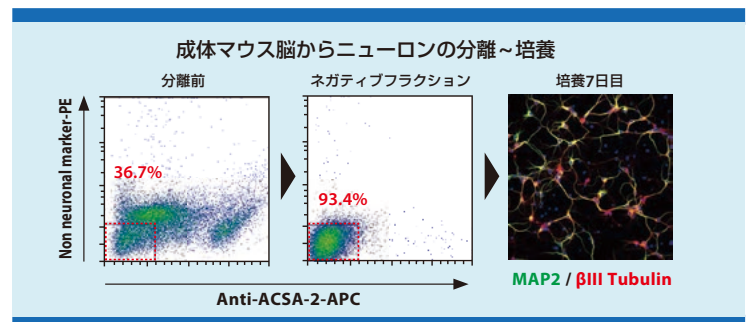 成体マウス脳からニューロンの分離～培養
分離前
ネガティブフラクション
培養7日目
Non neuronal marker-PE
36.7%
93.4%
MAP2 / βIII Tubulin
Anti-ACSA-2-APC